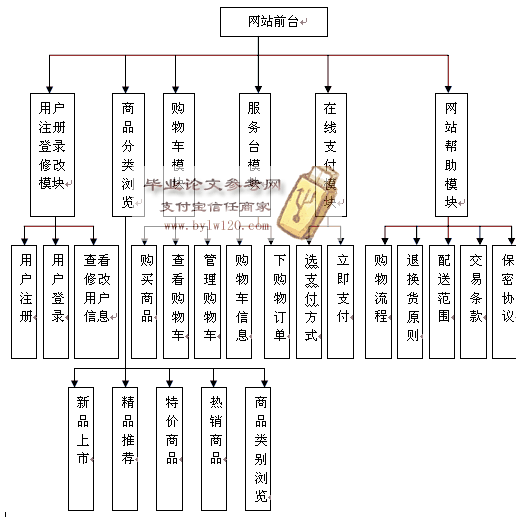 网站前台
用户注册登录修改模块
商品分类浏览
购物车模块
服务台模块
在线支付模块
网站帮助模块
毕业论文参考网
支付宝信任商家
www.bylw120.com
用户注册
用户登录
查看修改用户信息
购买商品
查看购物车
管理购物车
购物车信息
下购物订单
选支付方式
立即支付
购物流程
退换货原则
配送范围
交易条款
保密协议
新品上市
精品推荐
特价商品
热销商品
商品类别浏览